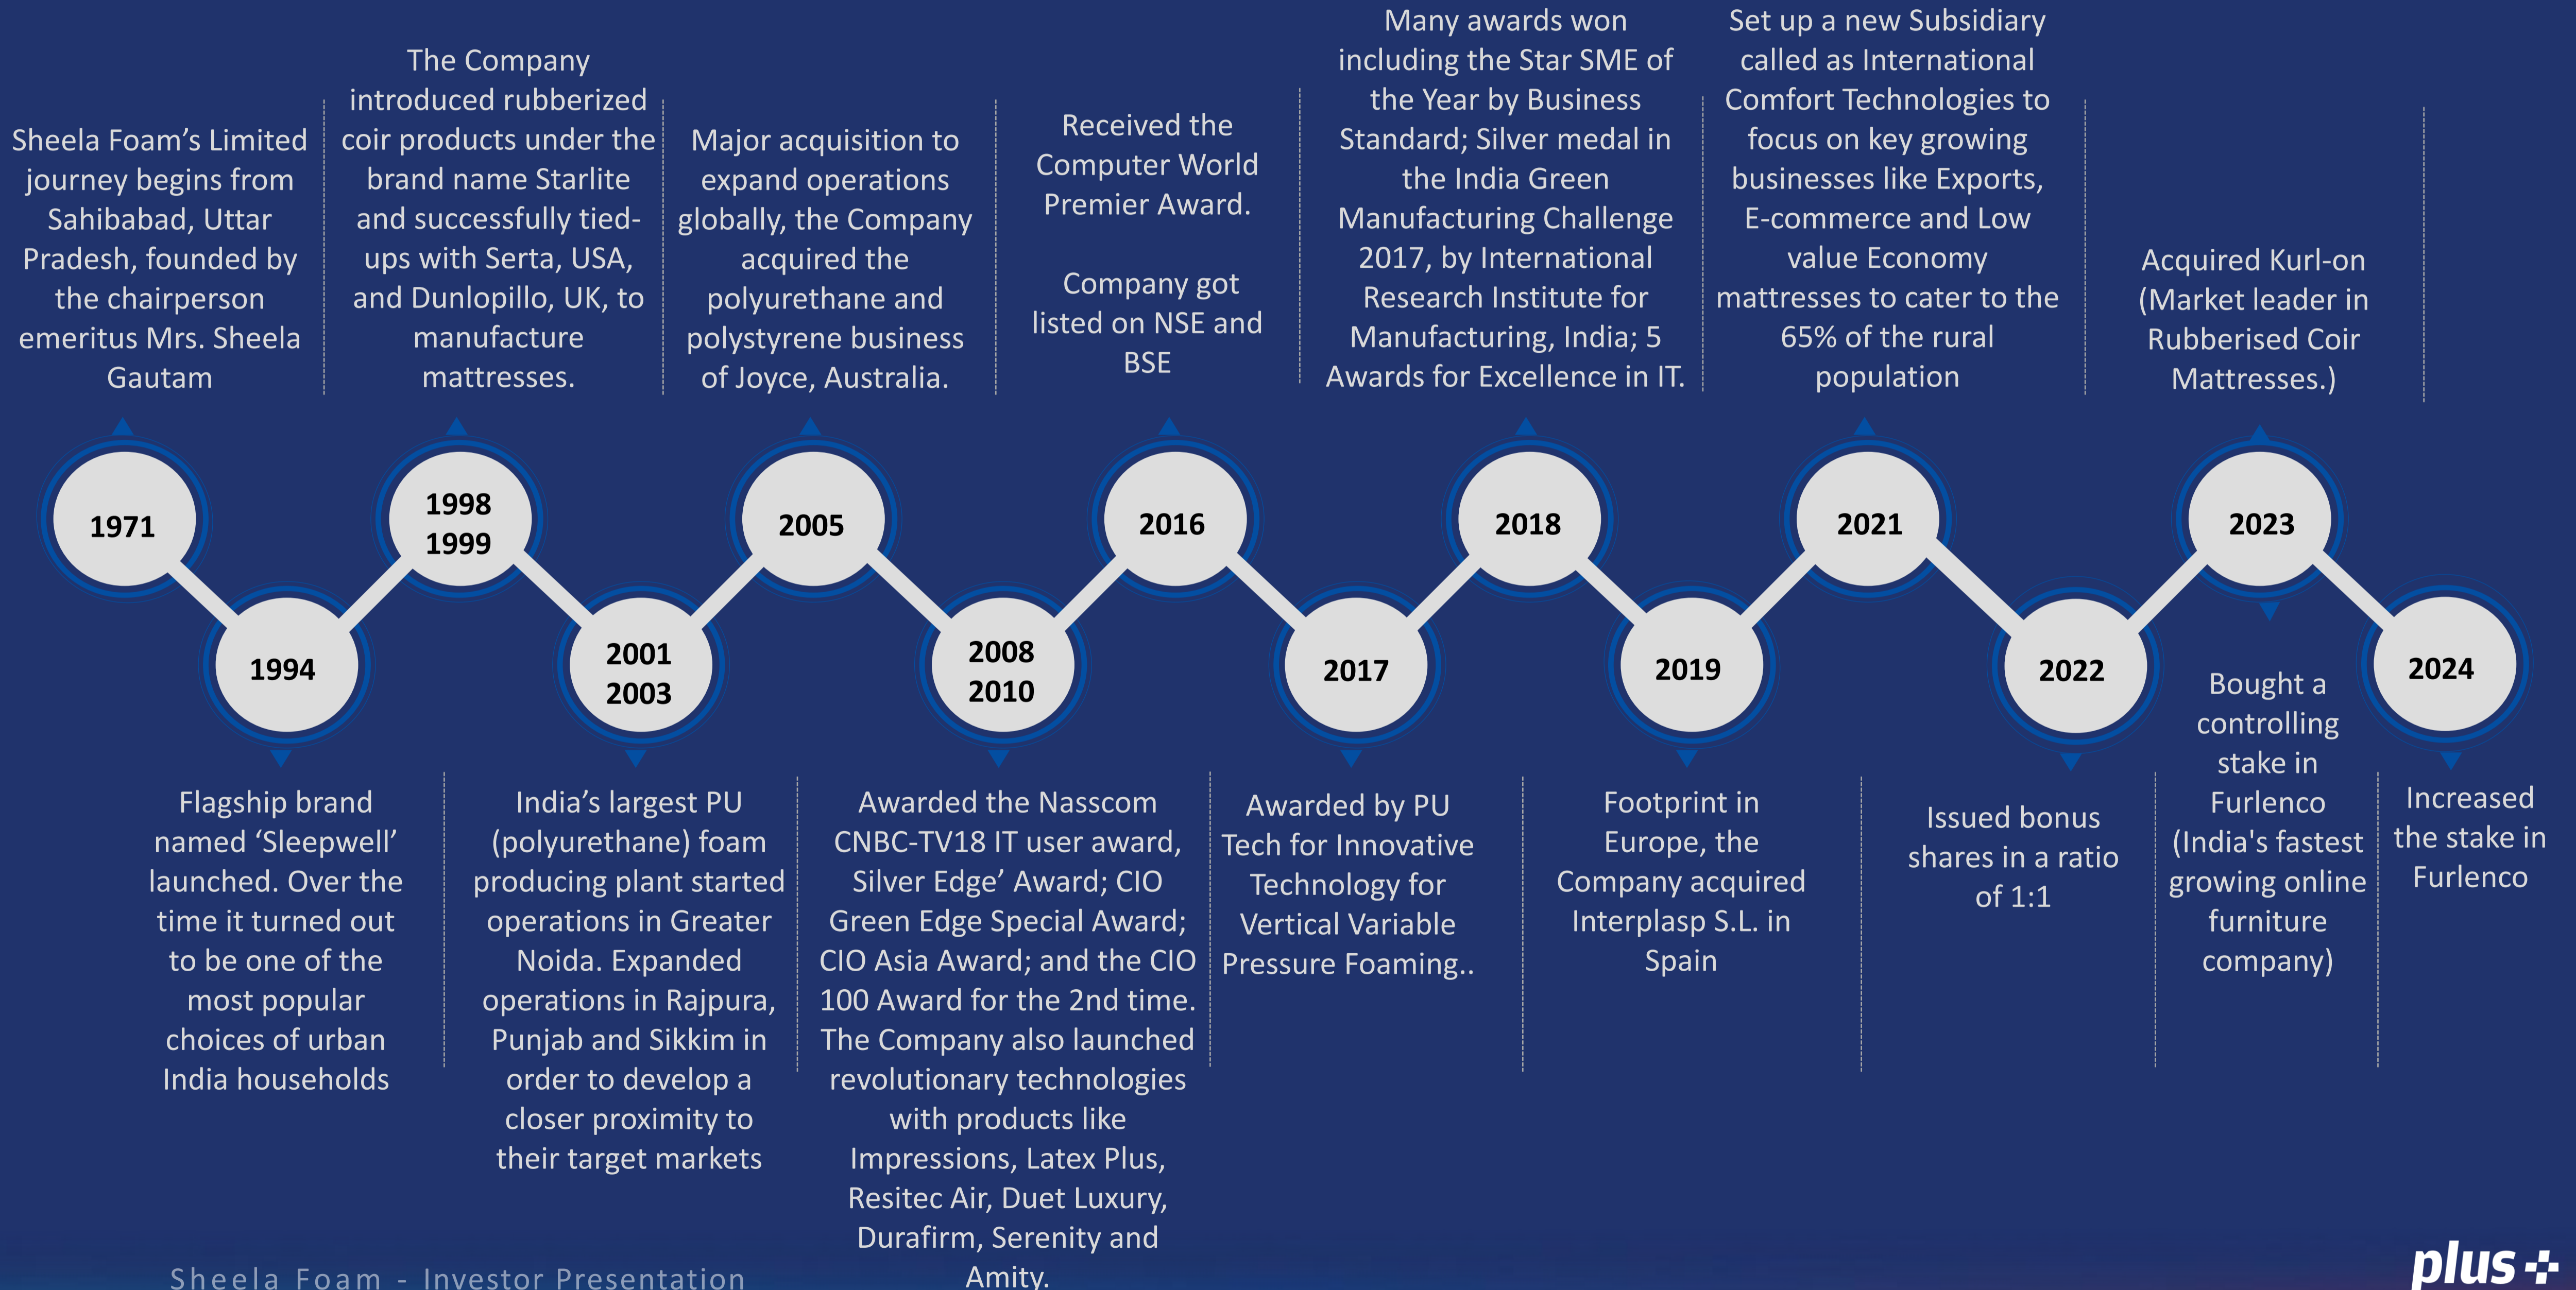 Sheela Foam’s Limited
journey begins from
Sahibabad, Uttar
Pradesh, founded by
the chairperson
emeritus Mrs. Sheela
Gautam
The Company
introduced rubberized
coir products under the
brand name Starlite
and successfully tied-
ups with Serta, USA,
and Dunlopillo, UK, to
manufacture
mattresses.
Major acquisition to
expand operations
globally, the Company
acquired the
polyurethane and
polystyrene business
of Joyce, Australia.
Received the
Computer World
Premier Award.
Company got
listed on NSE and
BSE
Many awards won
including the Star SME of
the Year by Business
Standard; Silver medal in
the India Green
Manufacturing Challenge
2017, by International
Research Institute for
Manufacturing, India; 5
Awards for Excellence in IT.
Set up a new Subsidiary
called as International
Comfort Technologies to
focus on key growing
businesses like Exports,
E-commerce and Low
value Economy
mattresses to cater to the
65% of the rural
population
Acquired Kurl-on
(Market leader in
Rubberised Coir
Mattresses.)
1971
1998
1999
2005
2016
2018
2021
2023
1994
2001
2003
2008
2010
2017
2019
2022
2024
Flagship brand
named ‘Sleepwell’
launched. Over the
time it turned out
to be one of the
most popular
choices of urban
India households
India’s largest PU
(polyurethane) foam
producing plant started
operations in Greater
Noida. Expanded
operations in Rajpura,
Punjab and Sikkim in
order to develop a
closer proximity to
their target markets
Awarded the Nasscom
CNBC-TV18 IT user award,
Silver Edge’ Award; CIO
Green Edge Special Award;
CIO Asia Award; and the CIO
100 Award for the 2nd time.
The Company also launched
revolutionary technologies
with products like
Impressions, Latex Plus,
Resitec Air, Duet Luxury,
Durafirm, Serenity and
Amity.
Awarded by PU
Tech for Innovative
Technology for
Vertical Variable
Pressure Foaming..
Footprint in
Europe, the
Company acquired
Interplasp S.L. in
Spain
Issued bonus
shares in a ratio
of 1:1
Bought a
controlling
stake in
Furlenco
(India's fastest
growing online
furniture
company)
Increased
the stake in
Furlenco
Sheela Foam - Investor Presentation
plus